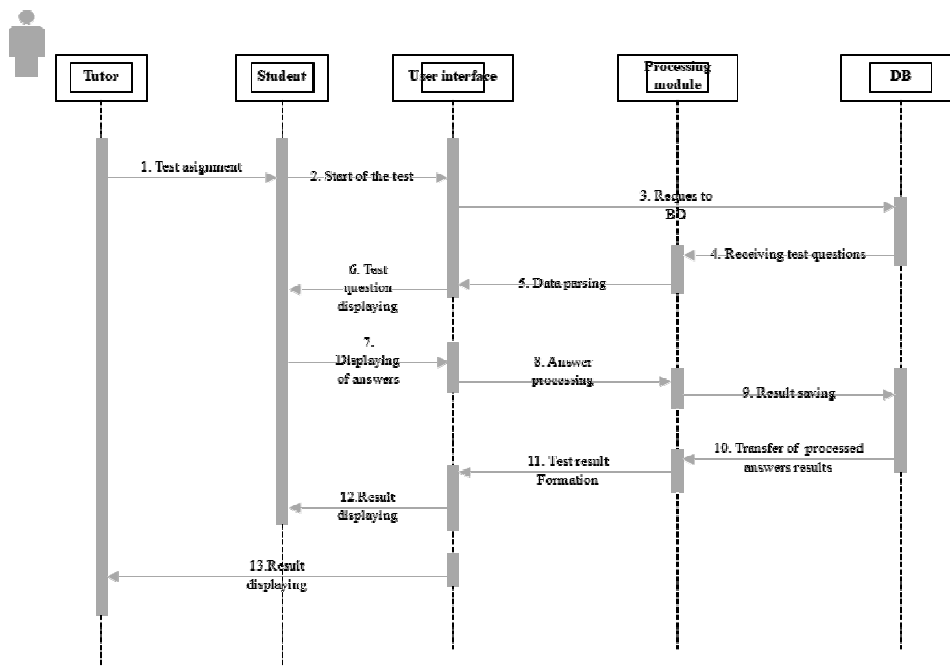 Tutor
Student
User interface
Processing
module
DB
1. Test asignment
2. Start of the test
3. Reques to
BD
4. Receiving test questions
5. Data parsing
6. Test
question
displaying
7.
Displaying
of answers
8. Answer
processing
9. Result saving
10. Transfer of processed
answers results
11. Test result
Formation
12.Result
displaying
13.Result
displaying